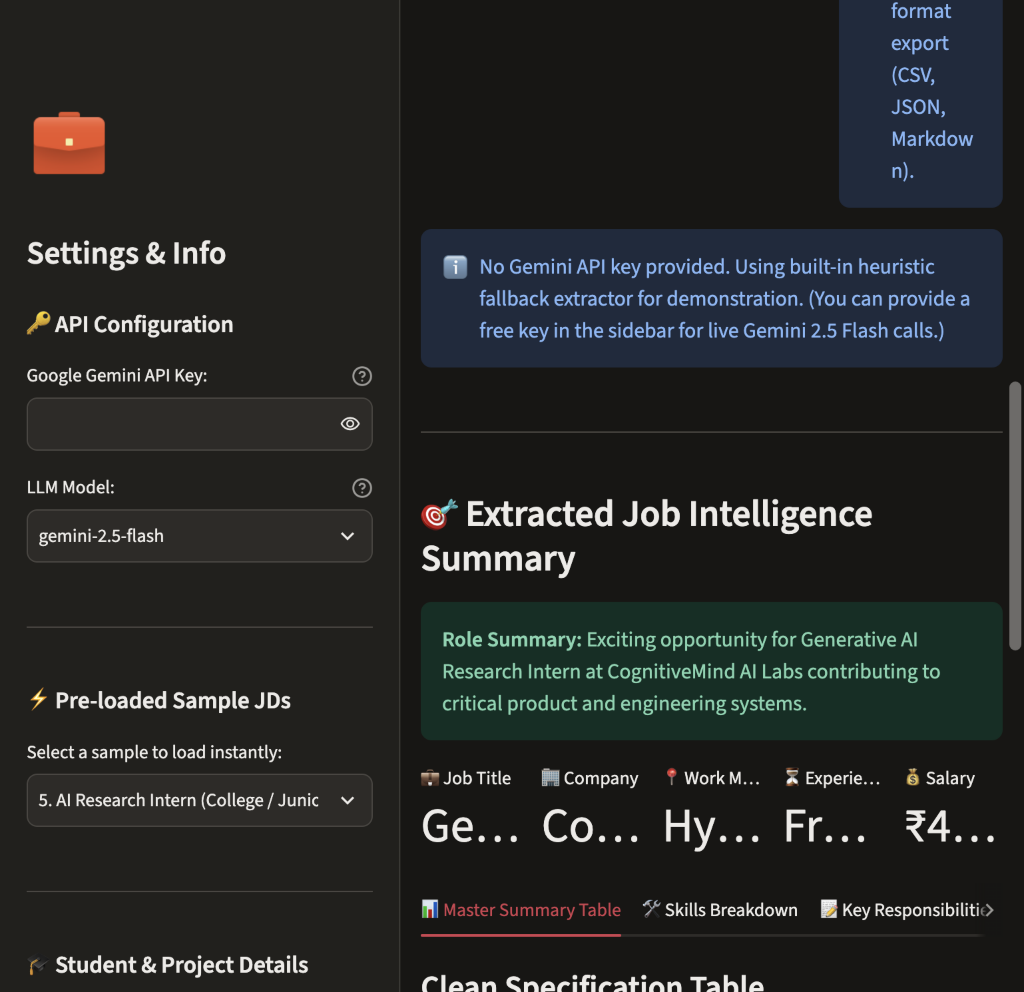 Settings & Info
API Configuration
Google Gemini API Key:
LLM Model:
gemini-2.5-flash
Pre-loaded Sample JDs
Select a sample to load instantly:
5. AI Research Intern (College / Junic
Student & Project Details
format
export
(CSV,
JSON,
Markdow
n).
No Gemini API key provided. Using built-in heuristic
fallback extractor for demonstration. (You can provide a
free key in the sidebar for live Gemini 2.5 Flash calls.)
Extracted Job Intelligence
Summary
Role Summary: Exciting opportunity for Generative AI
Research Intern at CognitiveMind AI Labs contributing to
critical product and engineering systems.
Job Title Company Work M... Experie... Salary
Ge... Co... Hy... Fr... ₹4...
Master Summary Table Skills Breakdown Key Responsibilitie
Clean Specification Table